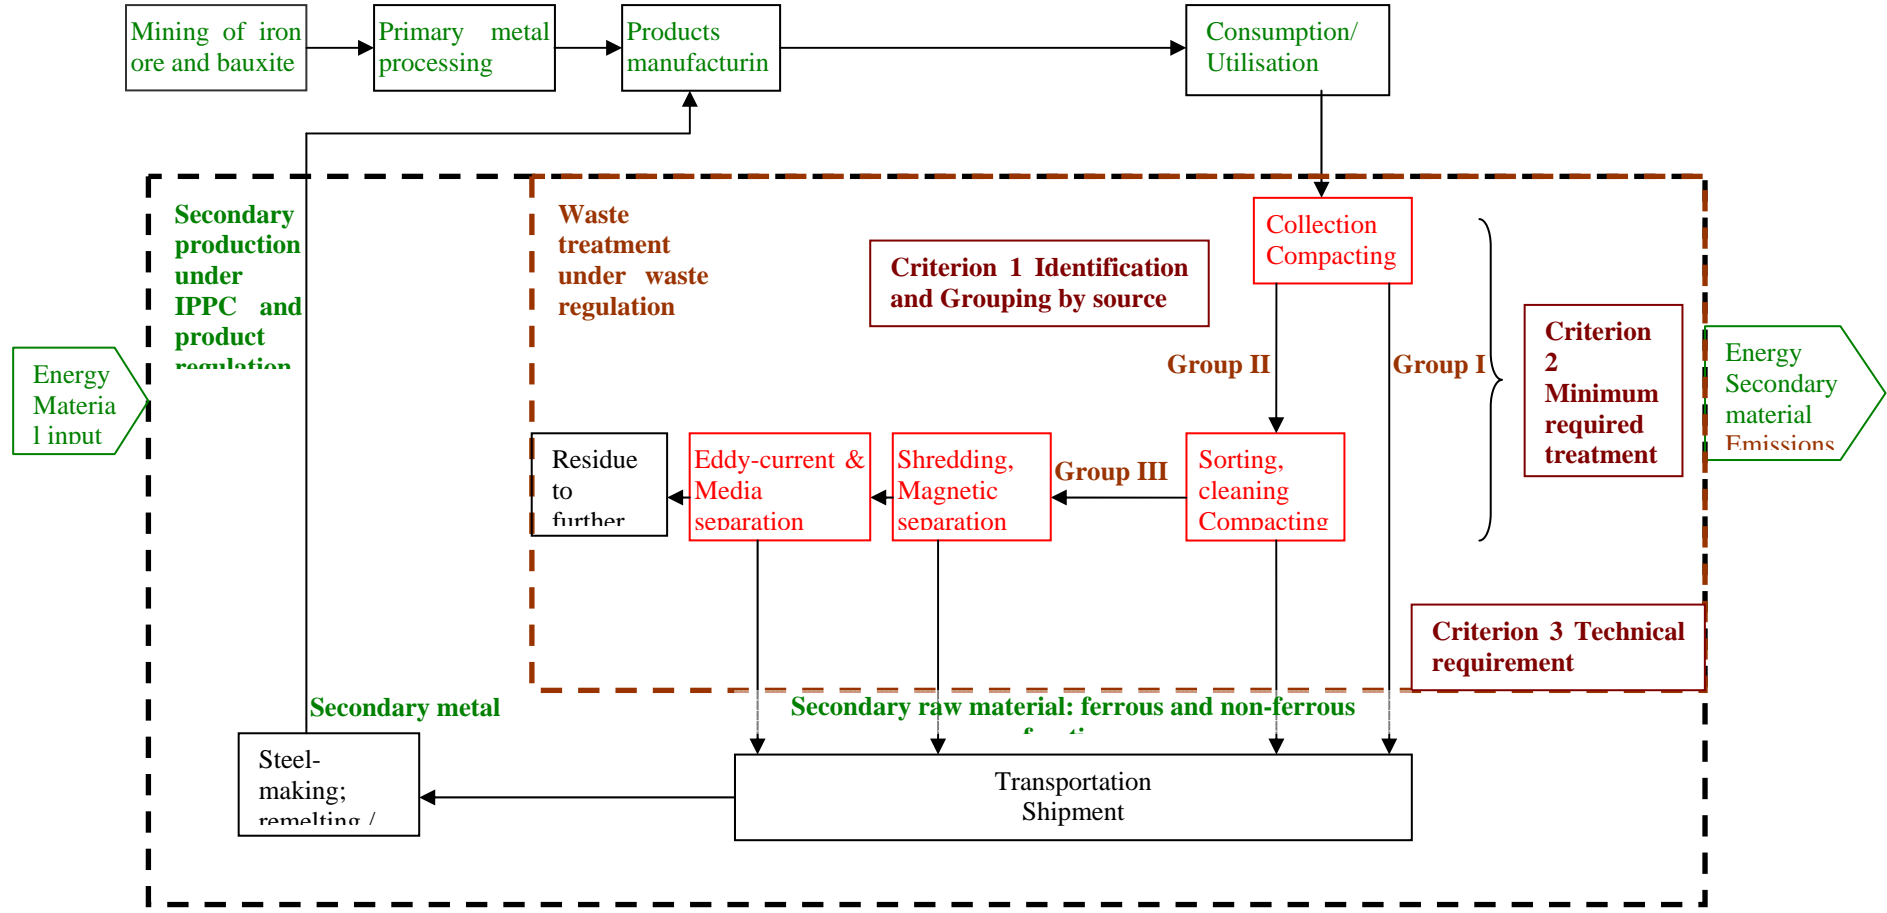 Mining of iron
ore and bauxite
Primary metal
processing
Products
manufacturin
Consumption/
Utilisation
Secondary
production
under
IPPC and
product
regulation
Waste
treatment
under waste
regulation
Collection
Compacting
Criterion 1 Identification
and Grouping by source
Criterion
2
Minimum
required
treatment
Group II
Group I
Energy
Materia
l input
Energy
Secondary
material
Emissions
Residue
to
further
Eddy-current &
Media
separation
Shredding,
Magnetic
separation
Group III
Sorting,
cleaning
Compacting
Criterion 3 Technical
requirement
Secondary metal
Secondary raw material: ferrous and non-ferrous
Steel-
making;
remelting /
Transportation
Shipment